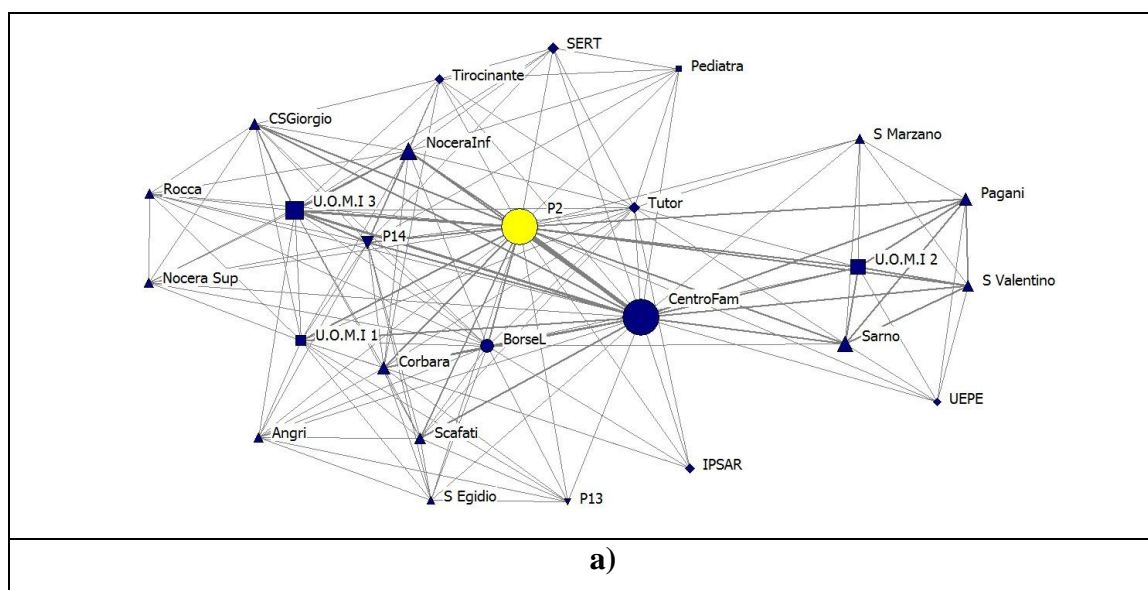 SERT
Pediatra
Tirocinante
CSGiorgio
NoceraInf
S Marzano
Rocca
U.O.M.I 3
P2
Tutor
Pagani
P14
Nocera Sup
U.O.M.I 2
S Valentino
CentroFam
U.O.M.I 1
BorseL
Sarno
Corbara
UEPE
Angri
Scafati
IPSAR
S Egidio
P13
a)